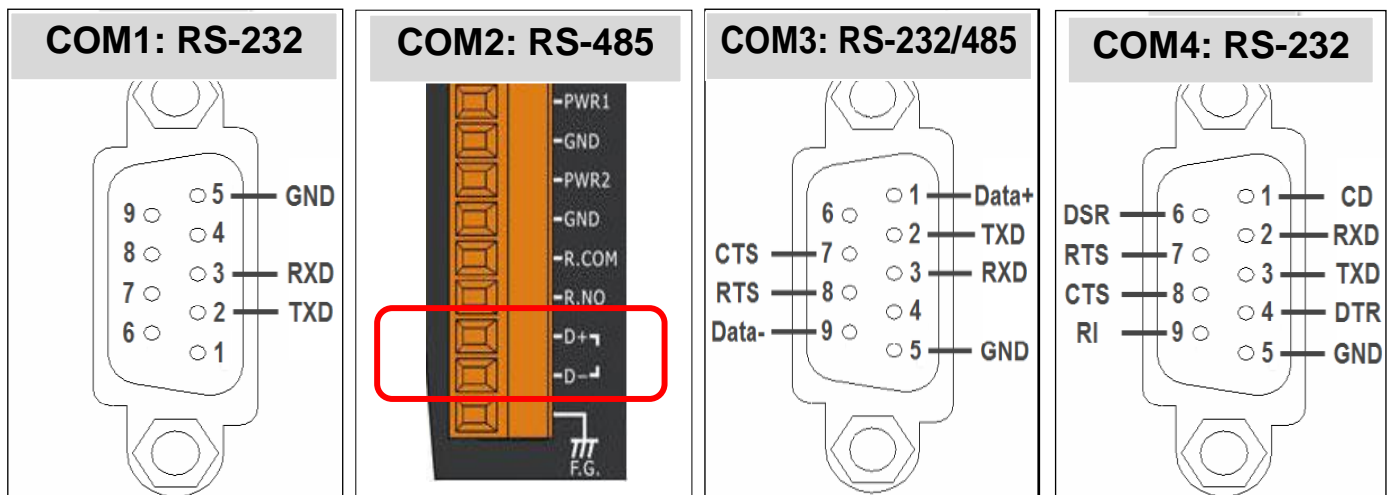 COM1: RS-232
5 GND
9
4
8
3 RXD
7
2 TXD
6
1
COM2: RS-485
PWR1
GND
PWR2
GND
R.COM
R.NO
D+
D-
F.G.
COM3: RS-232/485
1 Data+
6
2 TXD
CTS 7
3 RXD
RTS 8
4
Data- 9
5 GND
COM4: RS-232
1 CD
DSR 6
2 RXD
RTS 7
3 TXD
CTS 8
4 DTR
RI 9
5 GND